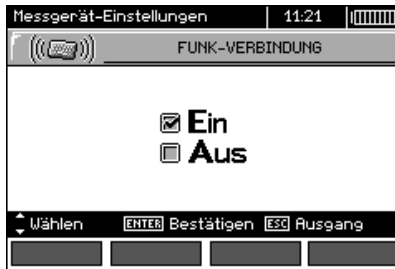 Messgerät-Einstellungen 11:21
FUNK-VERBINDUNG
Ein
Aus
Wählen ENTER Bestätigen ESC Ausgang